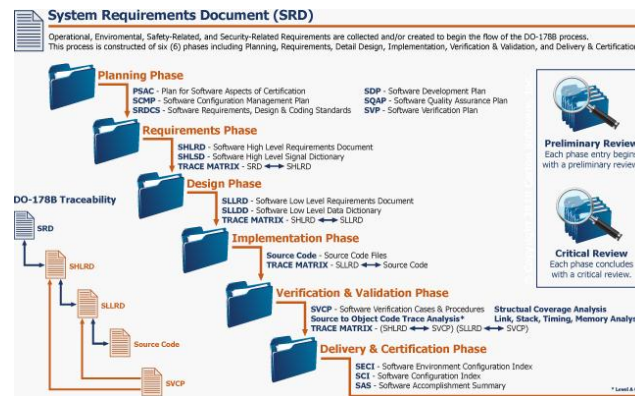 System Requirements Document (SRD)
Operational, Enviromental, Safety-Related, and Security-Related Requirements are collected and/or created to begin the flow of the DO-178B process.
This process is constructed of six (6) phases including Planning, Requirements, Detail Design, Implementation, Verification & Validation, and Delivery & Certification
Planning Phase
PSAC - Plan for Software Aspects of Certification
SCMP - Software Configuration Management Plan
SRDCS - Software Requirements, Design & Coding Standards
SDP - Software Development Plan
SQAP - Software Quality Assurance Plan
SVP - Software Verification Plan
Requirements Phase
SHLRD - Software High Level Requirements Document
SHLSD - Software High Level Signal Dictionary
TRACE MATRIX - SRD ↔ SHLRD
Design Phase
SLLRD - Software Low Level Requirements Document
SLLDD - Software Low Level Data Dictionary
TRACE MATRIX - SHLRD ↔ SLLRD
Implementation Phase
Source Code - Source Code Files
TRACE MATRIX - SLLRD ↔ Source Code
Verification & Validation Phase
SVCP - Software Verification Cases & Procedures
Source to Object Code Trace Analysis*
TRACE MATRIX - (SHLRD ↔ SVCP) (SLLRD ↔ SVCP)
Structual Coverage Analysis
Link, Stack, Timing, Memory Analys
Delivery & Certification Phase
SECI - Software Environment Configuration Index
SCI - Software Configuration Index
SAS - Software Accomplishment Summary
Preliminary Review
Each phase entry begins
with a preliminary review
Critical Review
Each phase concludes
with a critical review.
DO-178B Traceability
SRD
SHLRD
SLLRD
Source Code
SVCP
* Level A